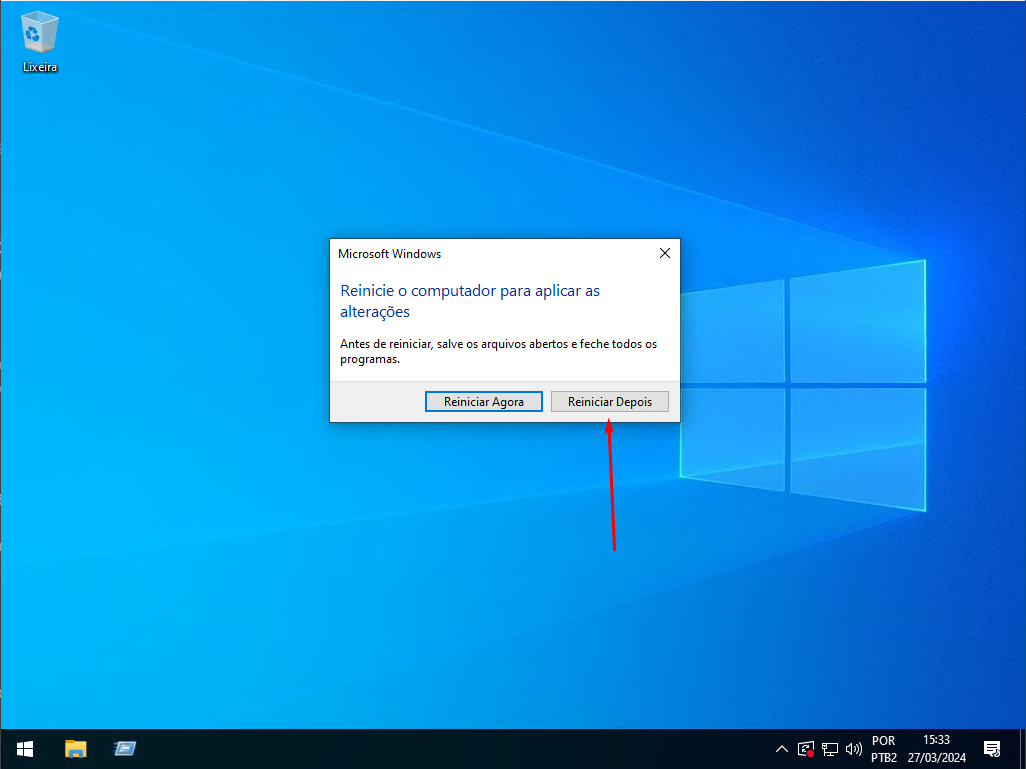 Lixeira
Microsoft Windows
Reinicie o computador para aplicar as
alterações
Antes de reiniciar, salve os arquivos abertos e feche todos os
programas.
Reiniciar Agora
Reiniciar Depois
POR
PTB2
15:33
27/03/2024